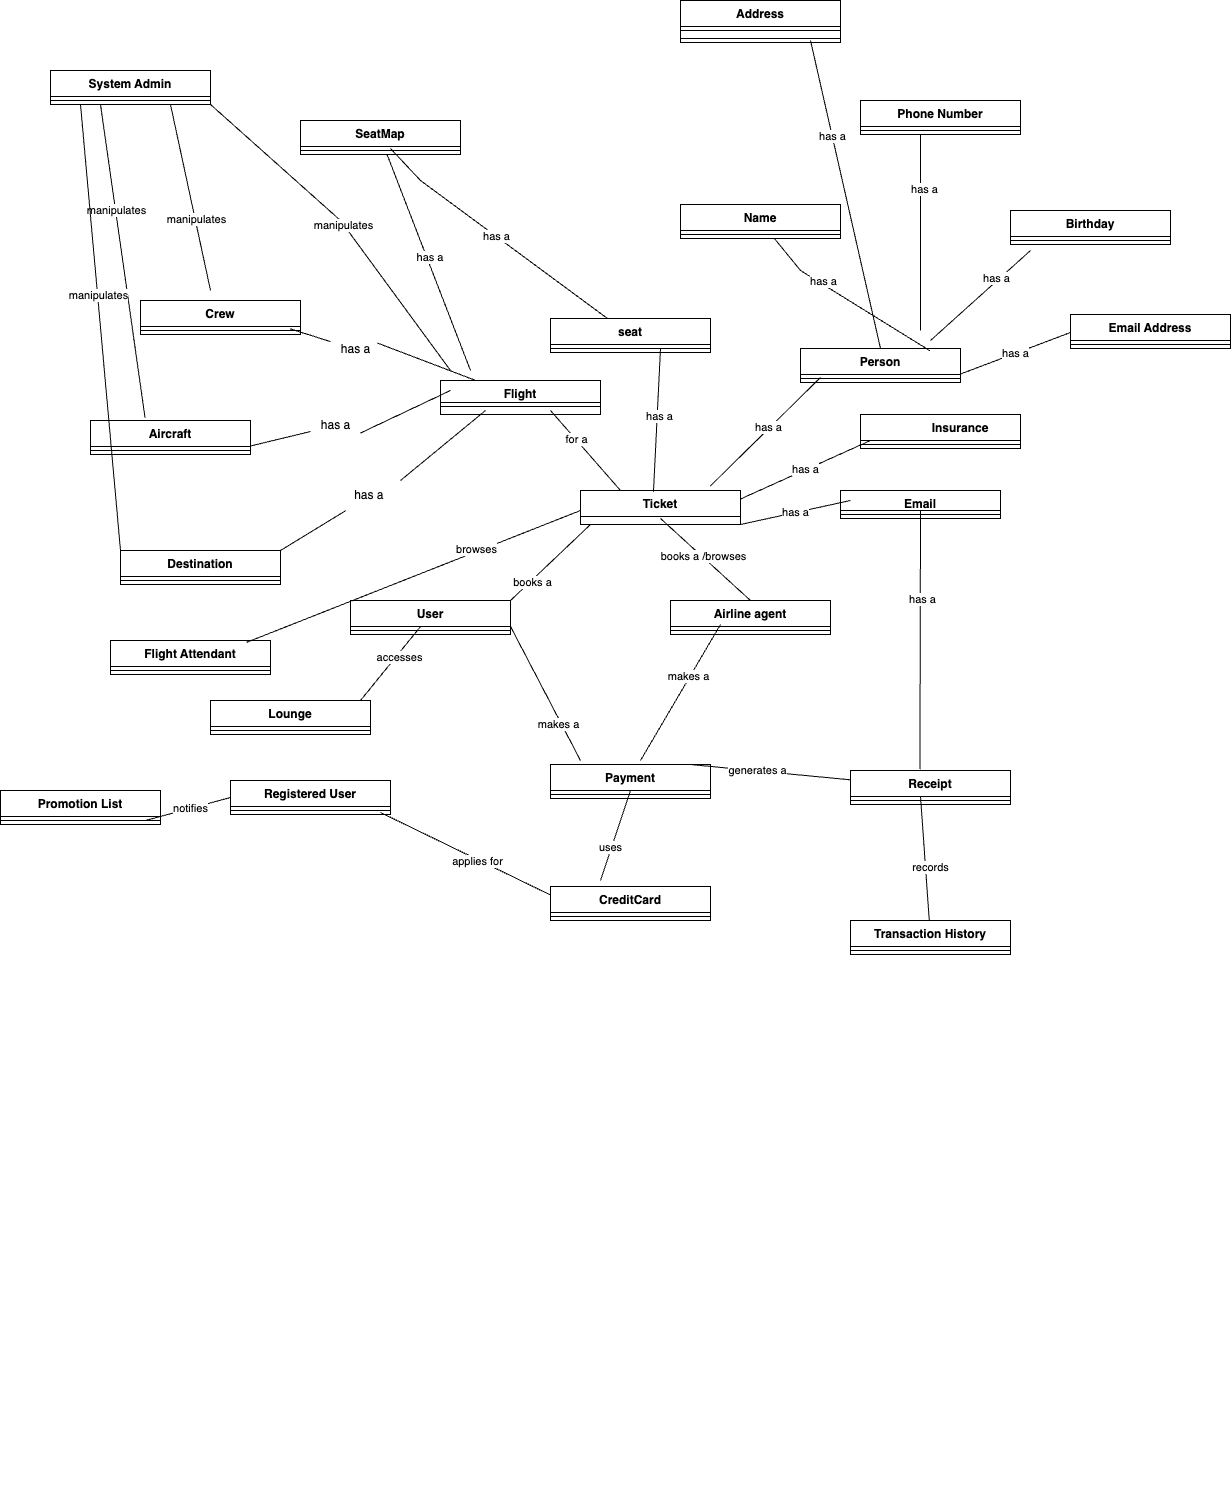 Address
System Admin
Phone Number
SeatMap
has a
has a
manipulates
manipulates
Name
Birthday
manipulates
has a
has a
has a
has a
manipulates
Crew
Email Address
seat
has a
has a
Person
Flight
has a
has a
has a
Insurance
Aircraft
for a
has a
has a
Ticket
Email
has a
browses
books a /browses
Destination
books a
has a
User
Airline agent
Flight Attendant
accesses
makes a
Lounge
makes a
generates a
Payment
Receipt
Registered User
Promotion List
notifies
uses
applies for
records
CreditCard
Transaction History